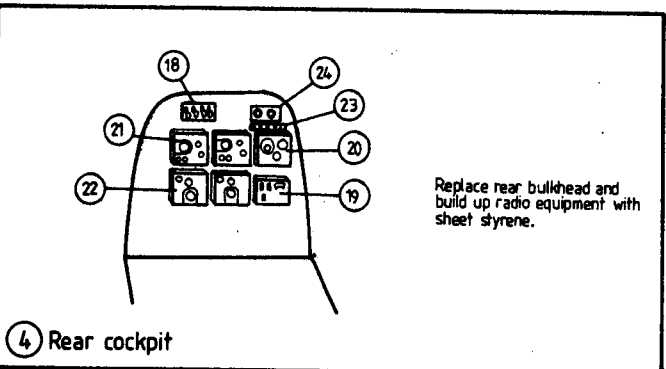 18
24
23
21
20
22
19
Replace rear bulkhead and
build up radio equipment with
sheet styrene.
4 Rear cockpit